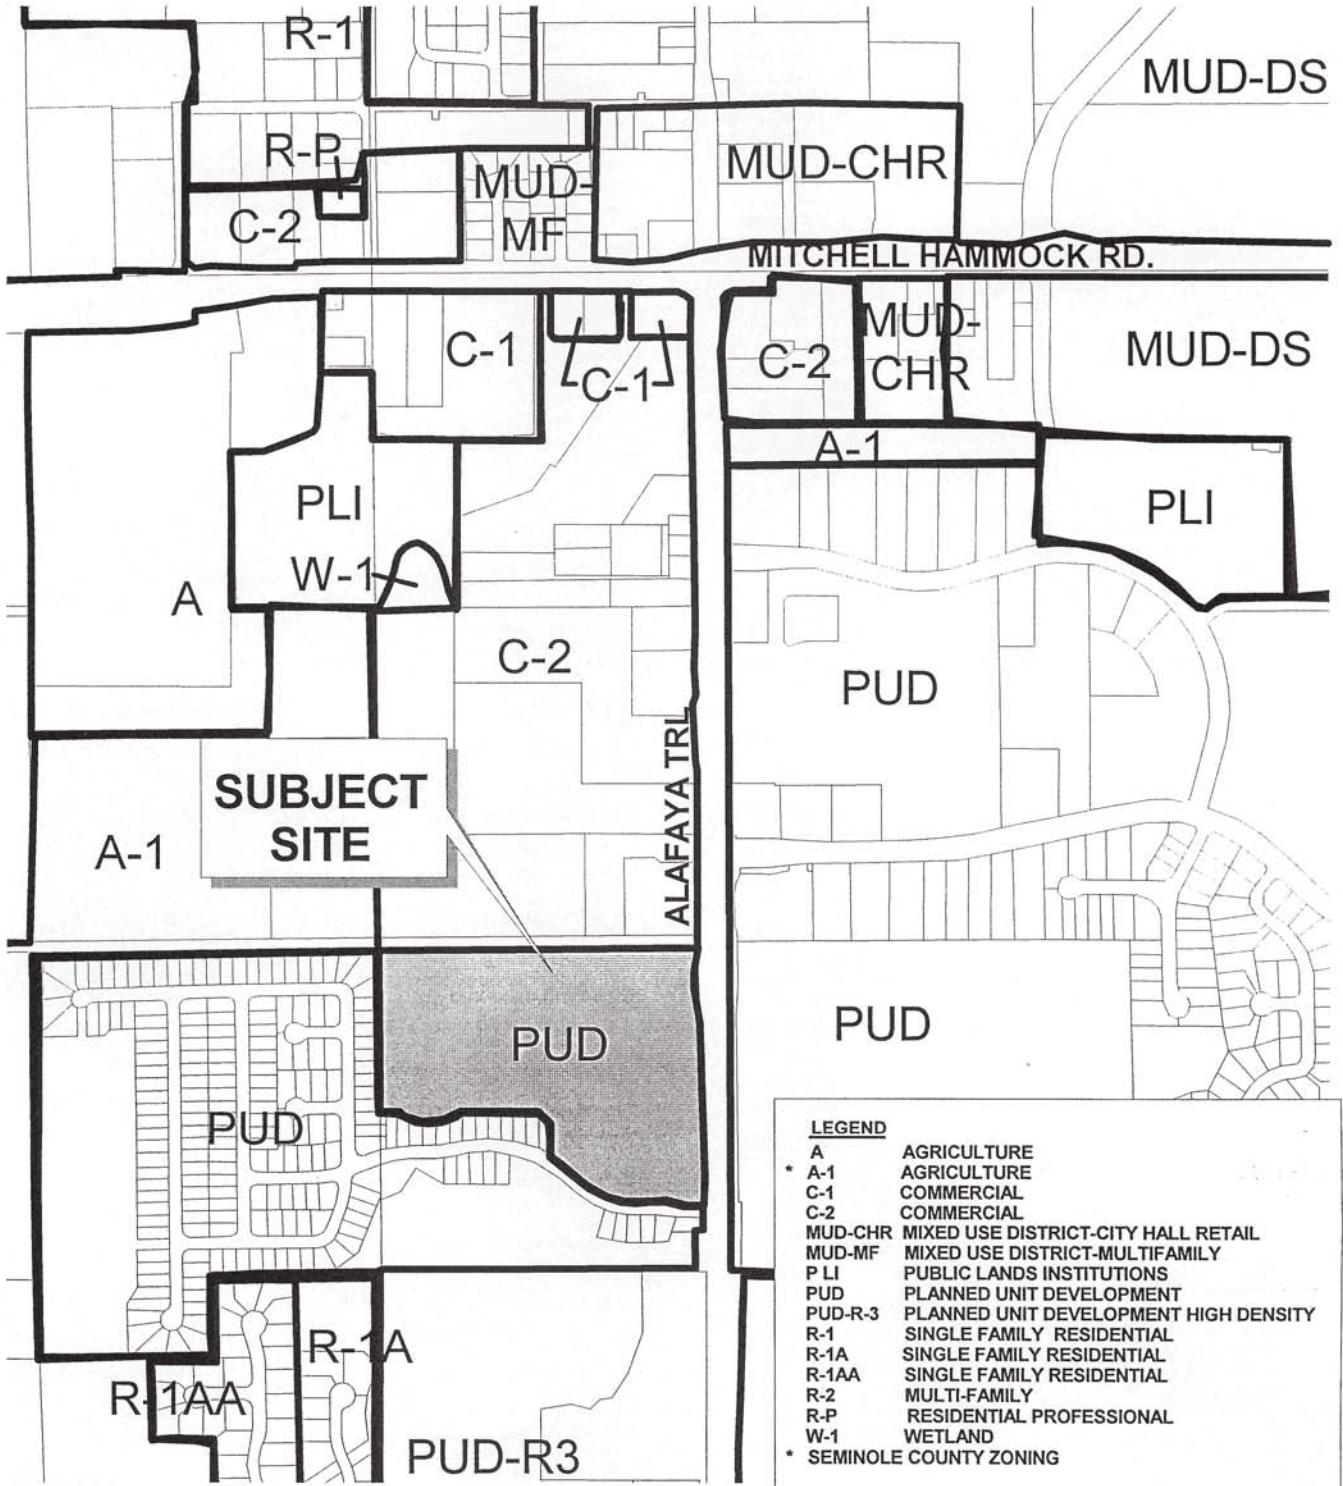 R-1
MUD-DS
R-P
MUD-
MF
MUD-CHR
C-2
MITCHELL HAMMOCK RD.
C-1
C-1
C-2
MUD-
CHR
MUD-DS
A-1
PLI
PLI
W-1
A
C-2
PUD
ALAFAYA TRL
SUBJECT
SITE
A-1
PUD
PUD
PUD
R-1A
R-1AA
PUD-R3
LEGEND
A AGRICULTURE
* A-1 AGRICULTURE
C-1 COMMERCIAL
C-2 COMMERCIAL
MUD-CHR MIXED USE DISTRICT-CITY HALL RETAIL
MUD-MF MIXED USE DISTRICT-MULTIFAMILY
P LI PUBLIC LANDS INSTITUTIONS
PUD PLANNED UNIT DEVELOPMENT
PUD-R-3 PLANNED UNIT DEVELOPMENT HIGH DENSITY
R-1 SINGLE FAMILY RESIDENTIAL
R-1A SINGLE FAMILY RESIDENTIAL
R-1AA SINGLE FAMILY RESIDENTIAL
R-2 MULTI-FAMILY
R-P RESIDENTIAL PROFESSIONAL
W-1 WETLAND
* SEMINOLE COUNTY ZONING